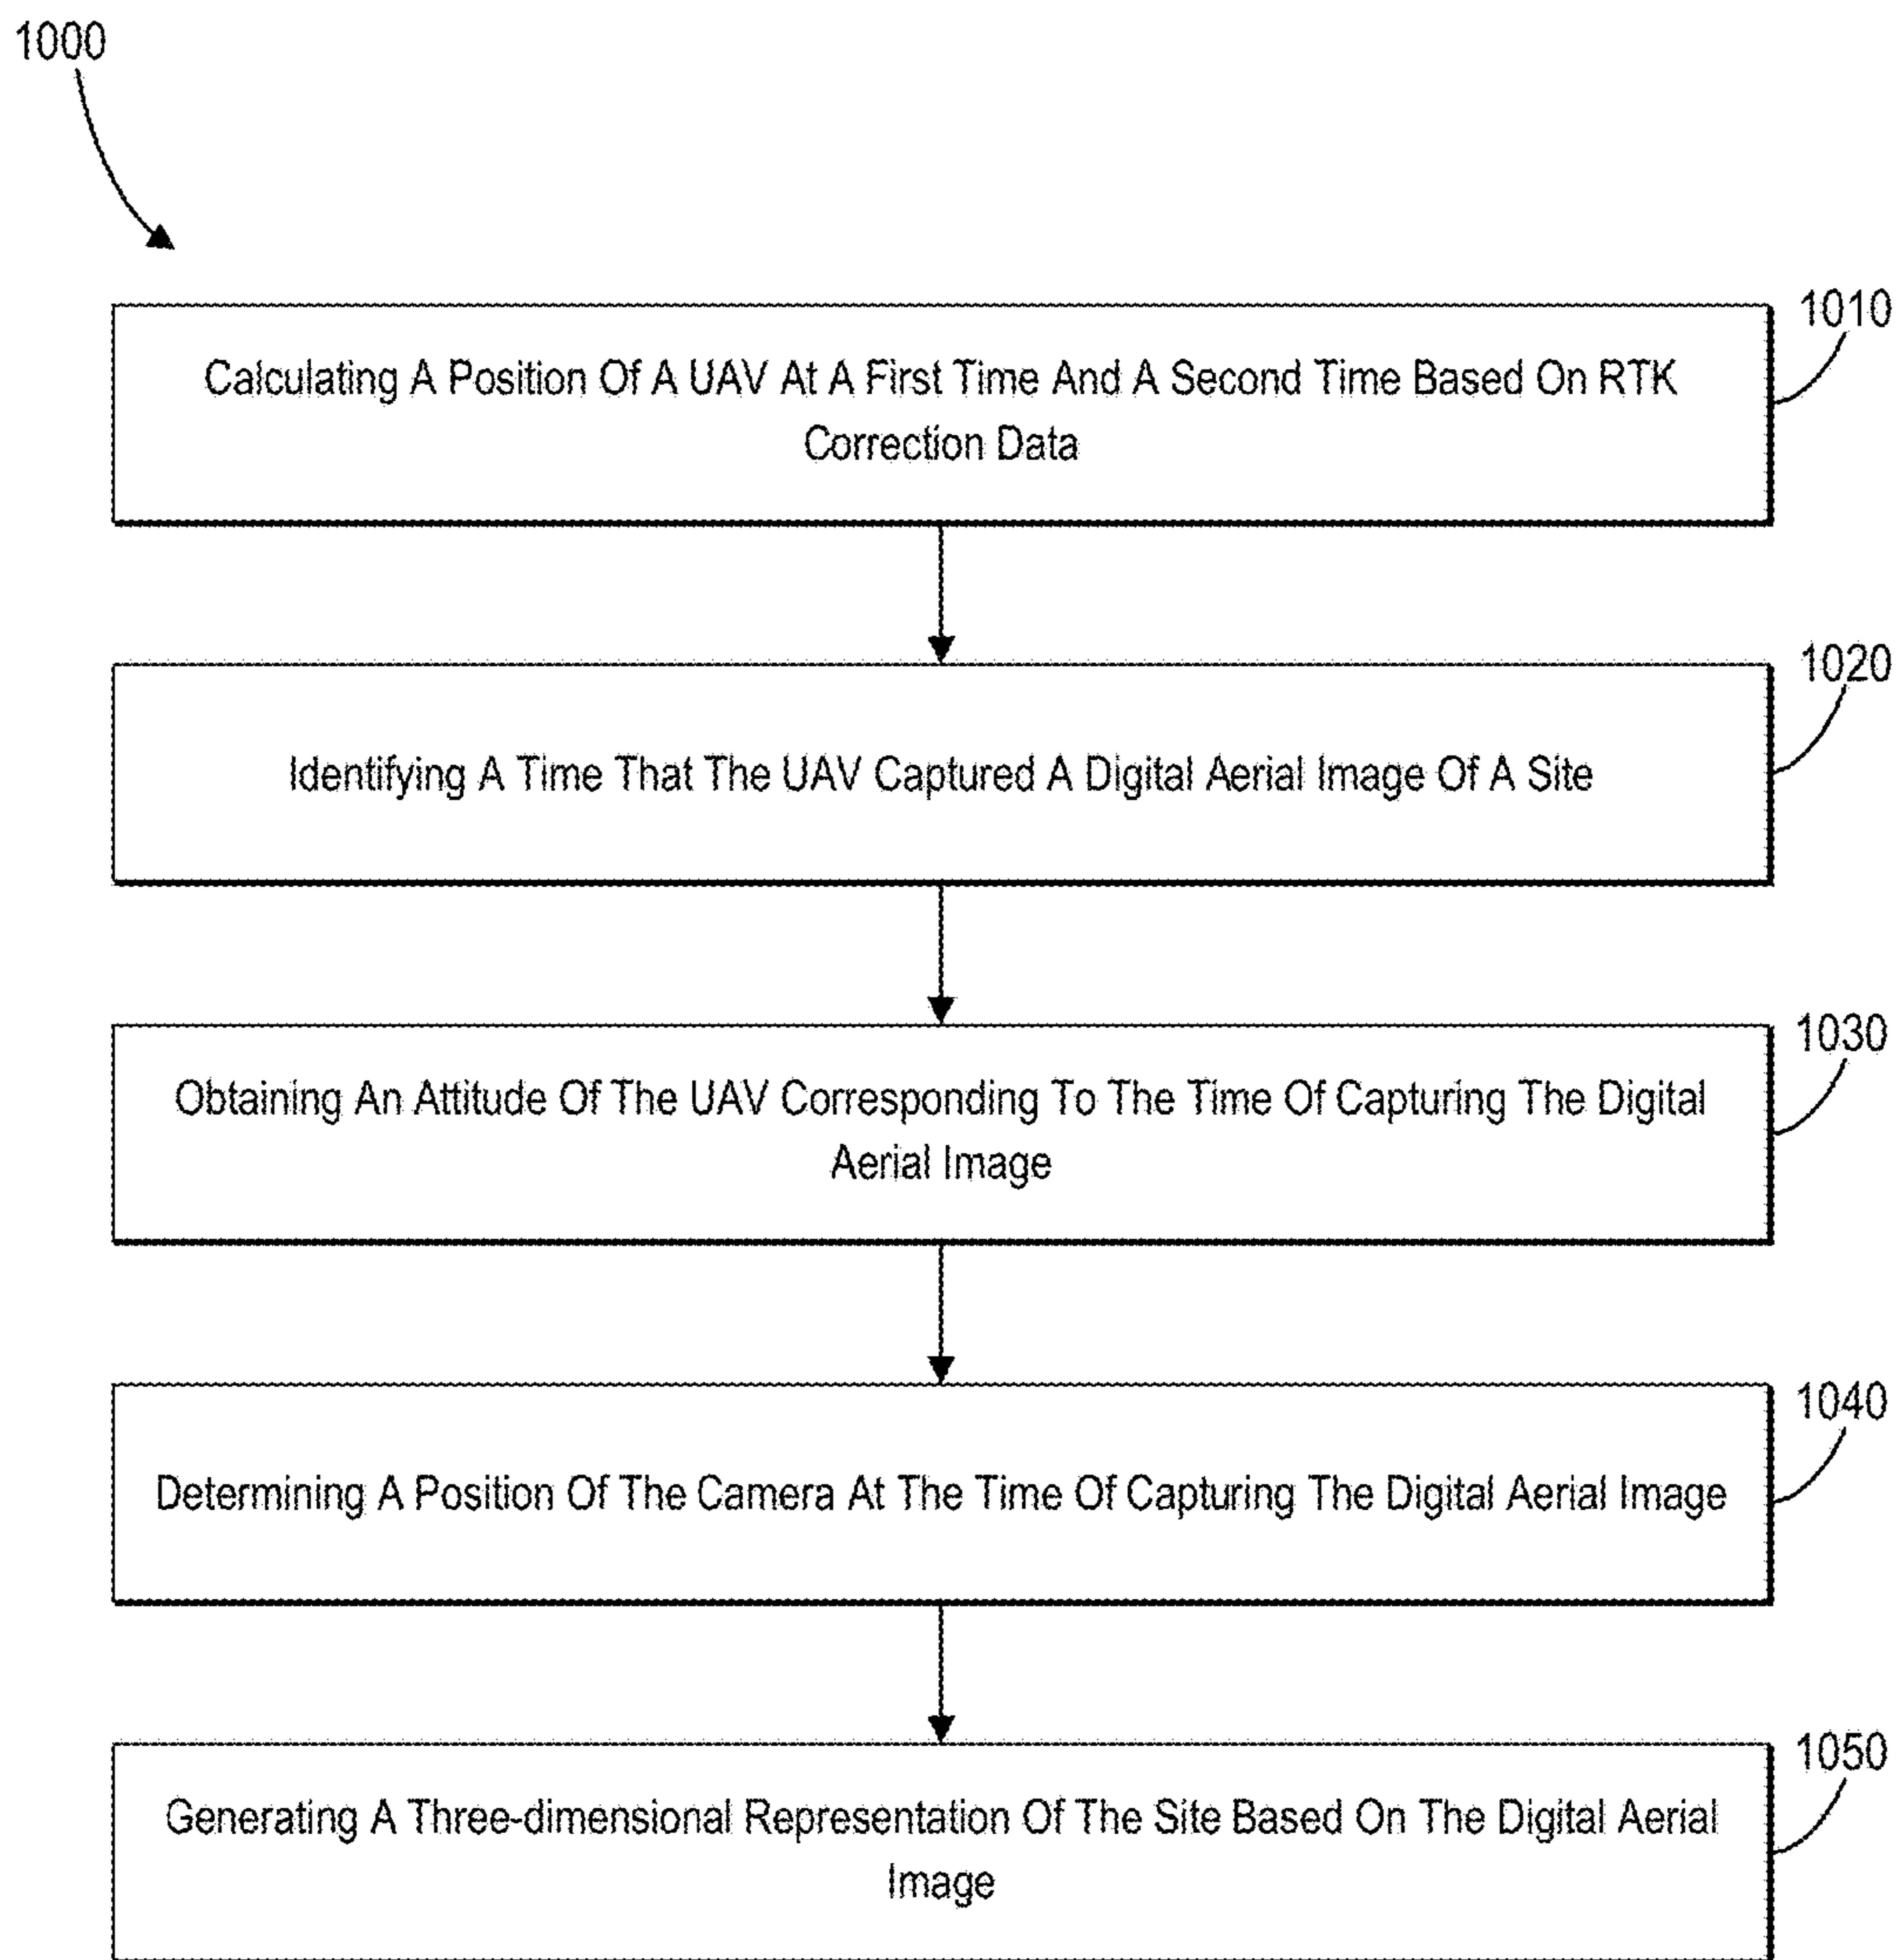 1000
1010
Calculating A Position Of A UAV At A First Time And A Second Time Based On RTK
Correction Data
1020
Identifying A Time That The UAV Captured A Digital Aerial Image Of A Site
1030
Obtaining An Attitude Of The UAV Corresponding To The Time Of Capturing The Digital
Aerial Image
1040
Determining A Position Of The Camera At The Time Of Capturing The Digital Aerial Image
1050
Generating A Three-dimensional Representation Of The Site Based On The Digital Aerial
Image